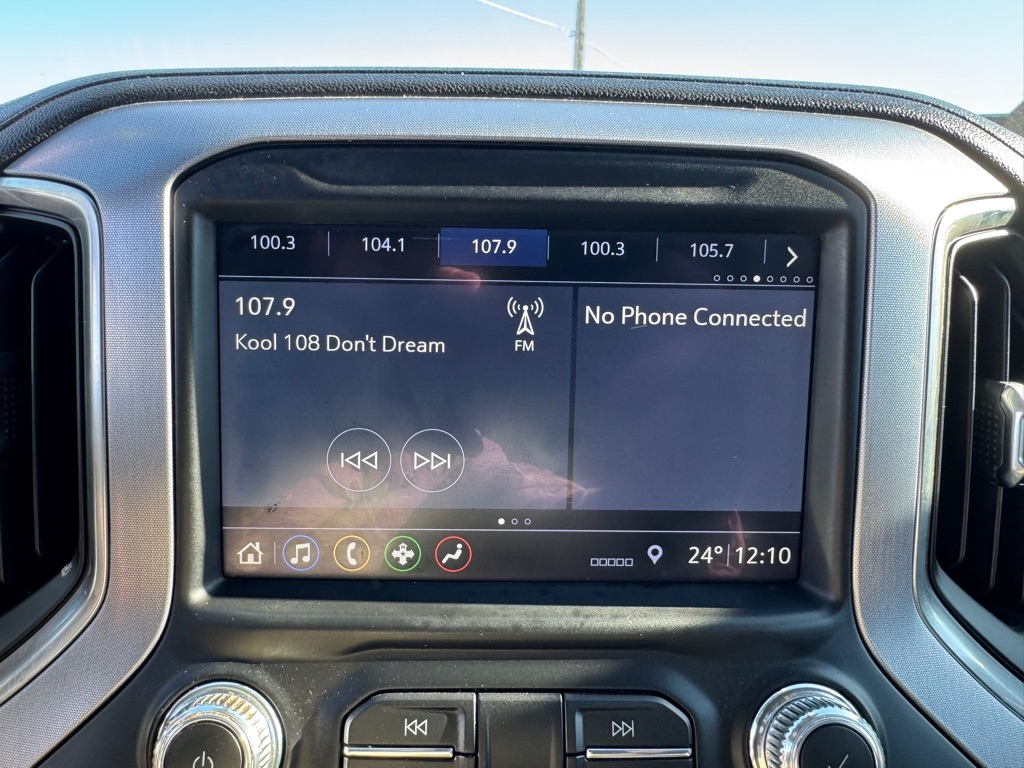 100.3 104.1 107.9 100.3 105.7
107.9
Kool 108 Don't Dream
FM
No Phone Connected
24° 12:10